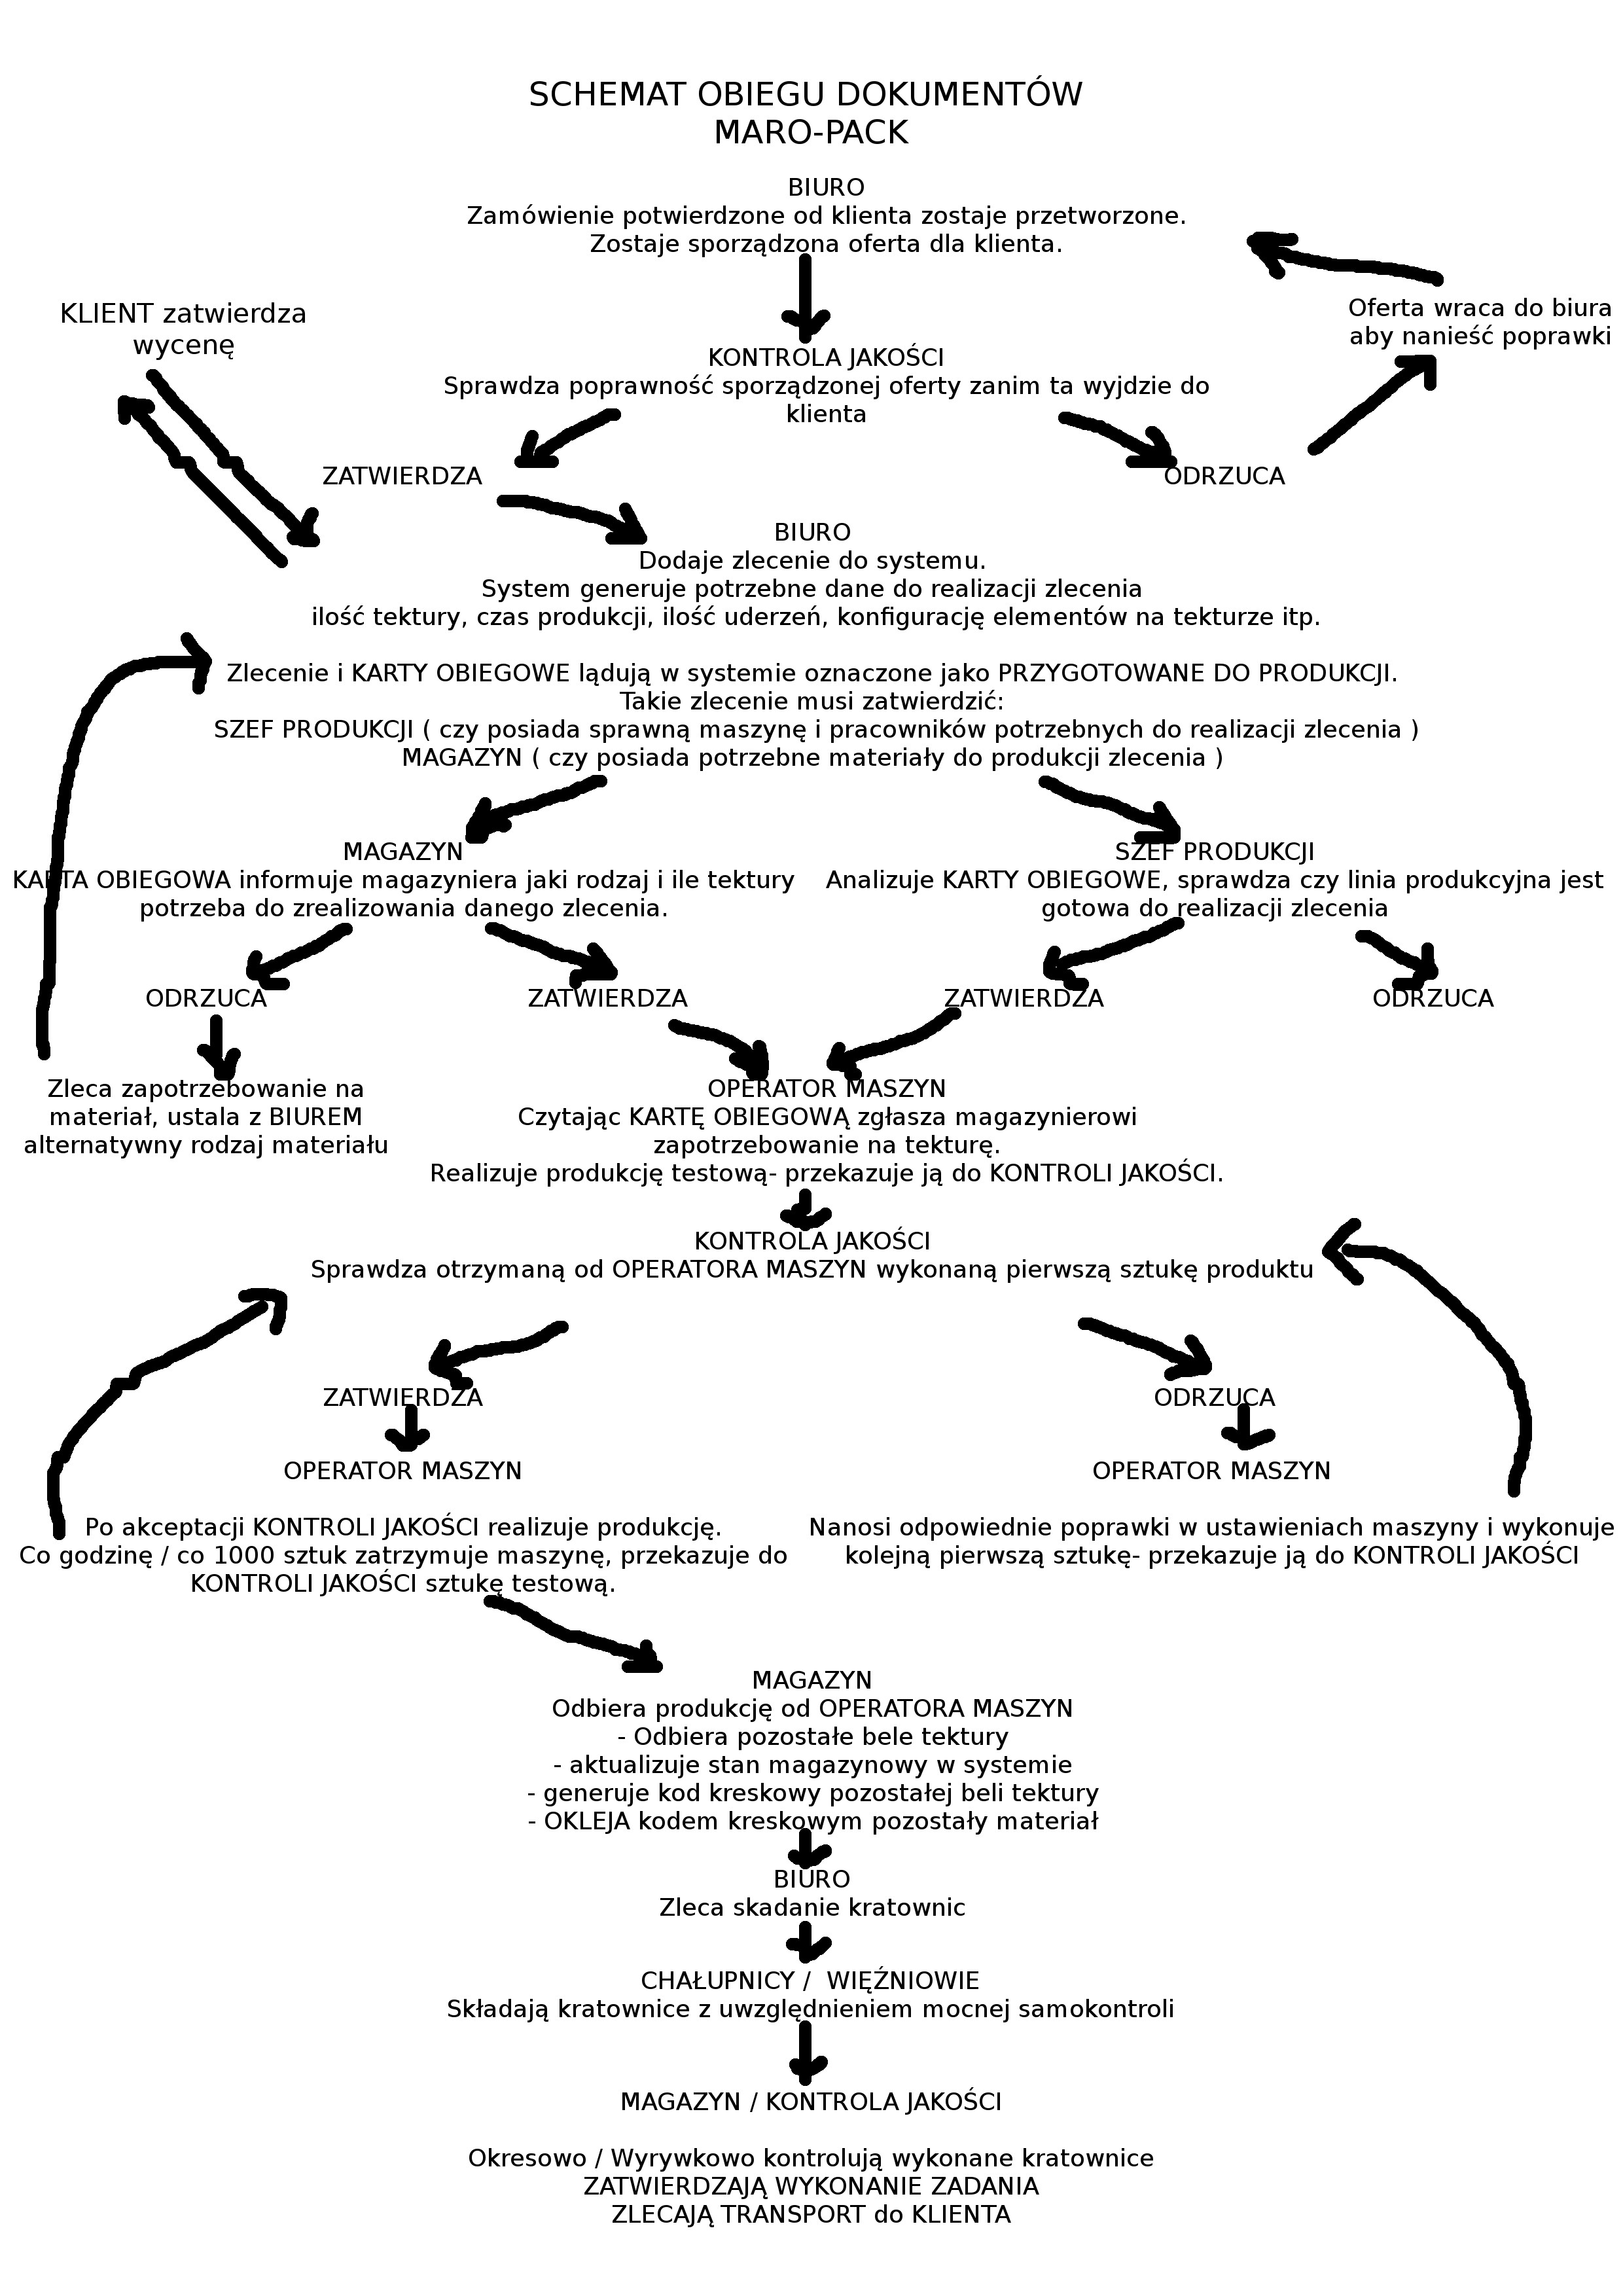 SCHEMAT OBIEGU DOKUMENTÓW
MARO-PACK
BIURO
Zamówienie potwierdzone od klienta zostaje przetworzone.
Zostaje sporządzona oferta dla klienta.
KLIENT zatwierdza
wycenę
Oferta wraca do biura
aby nanieść poprawki
KONTROLA JAKOŚCI
Sprawdza poprawność sporządzonej oferty zanim ta wyjdzie do
klienta
ZATWIERDZA
ODRZUCA
BIURO
Dodaje zlecenie do systemu.
System generuje potrzebne dane do realizacji zlecenia
ilość tektury, czas produkcji, ilość uderzeń, konfigurację elementów na tekturze itp.
Zlecenie i KARTY OBIEGOWE lądują w systemie oznaczone jako PRZYGOTOWANE DO PRODUKCJI.
Takie zlecenie musi zatwierdzić:
SZEF PRODUKCJI ( czy posiada sprawną maszynę i pracowników potrzebnych do realizacji zlecenia )
MAGAZYN ( czy posiada potrzebne materiały do produkcji zlecenia )
MAGAZYN
KARTA OBIEGOWA informuje magazyniera jaki rodzaj i ile tektury
potrzeba do zrealizowania danego zlecenia.
SZEF PRODUKCJI
Analizuje KARTY OBIEGOWE, sprawdza czy linia produkcyjna jest
gotowa do realizacji zlecenia
ODRZUCA
ZATWIERDZA
ZATWIERDZA
ODRZUCA
Zleca zapotrzebowanie na
materiał, ustala z BIUREM
alternatywny rodzaj materiału
OPERATOR MASZYN
Czytając KARTĘ OBIEGOWĄ zgłasza magazynierowi
zapotrzebowanie na tekturę.
Realizuje produkcję testową- przekazuje ją do KONTROLI JAKOŚCI.
KONTROLA JAKOŚCI
Sprawdza otrzymaną od OPERATORA MASZYN wykonaną pierwszą sztukę produktu
ZATWIERDZA
ODRZUCA
OPERATOR MASZYN
Po akceptacji KONTROLI JAKOŚCI realizuje produkcję.
Co godzinę / co 1000 sztuk zatrzymuje maszynę, przekazuje do
KONTROLI JAKOŚCI sztukę testową.
OPERATOR MASZYN
Nanosi odpowiednie poprawki w ustawieniach maszyny i wykonuje
kolejną pierwszą sztukę- przekazuje ją do KONTROLI JAKOŚCI
MAGAZYN
Odbiera produkcję od OPERATORA MASZYN
- Odbiera pozostałe bele tektury
- aktualizuje stan magazynowy w systemie
- generuje kod kreskowy pozostałej beli tektury
- OKLEJA kodem kreskowym pozostały materiał
BIURO
Zleca skadanie kratownic
CHAŁUPNICY / WIĘŹNIOWIE
Składają kratownice z uwzględnieniem mocnej samokontroli
MAGAZYN / KONTROLA JAKOŚCI
Okresowo / Wyrywkowo kontrolują wykonane kratownice
ZATWIERDZAJĄ WYKONANIE ZADANIA
ZLECAJĄ TRANSPORT do KLIENTA